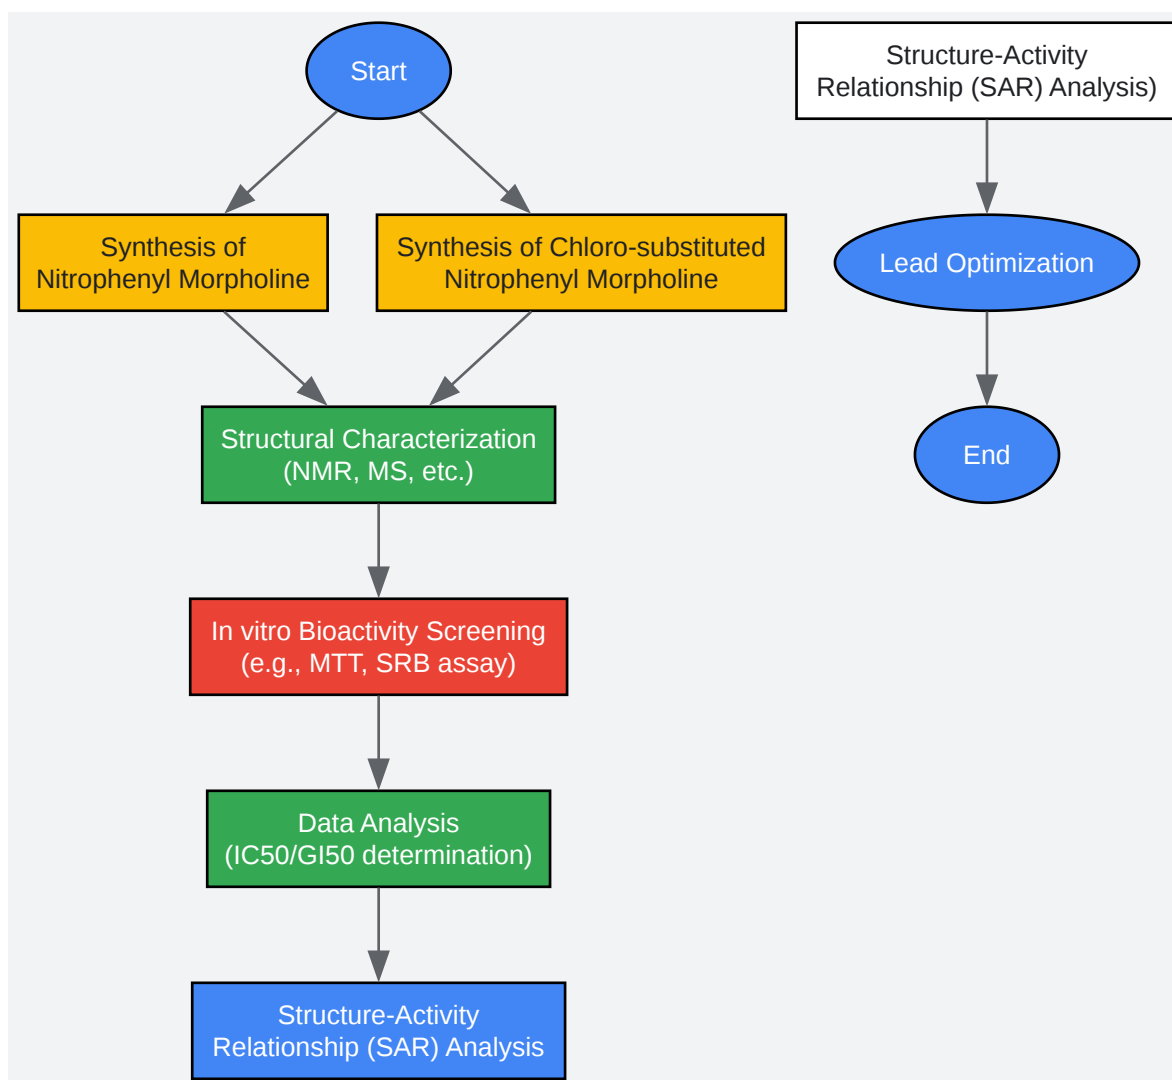 Start
Synthesis of
Nitrophenyl Morpholine
Synthesis of Chloro-substituted
Nitrophenyl Morpholine
Structural Characterization
(NMR, MS, etc.)
In vitro Bioactivity Screening
(e.g., MTT, SRB assay)
Data Analysis
(IC50/GI50 determination)
Structure-Activity
Relationship (SAR) Analysis
Structure-Activity
Relationship (SAR) Analysis)
Lead Optimization
End